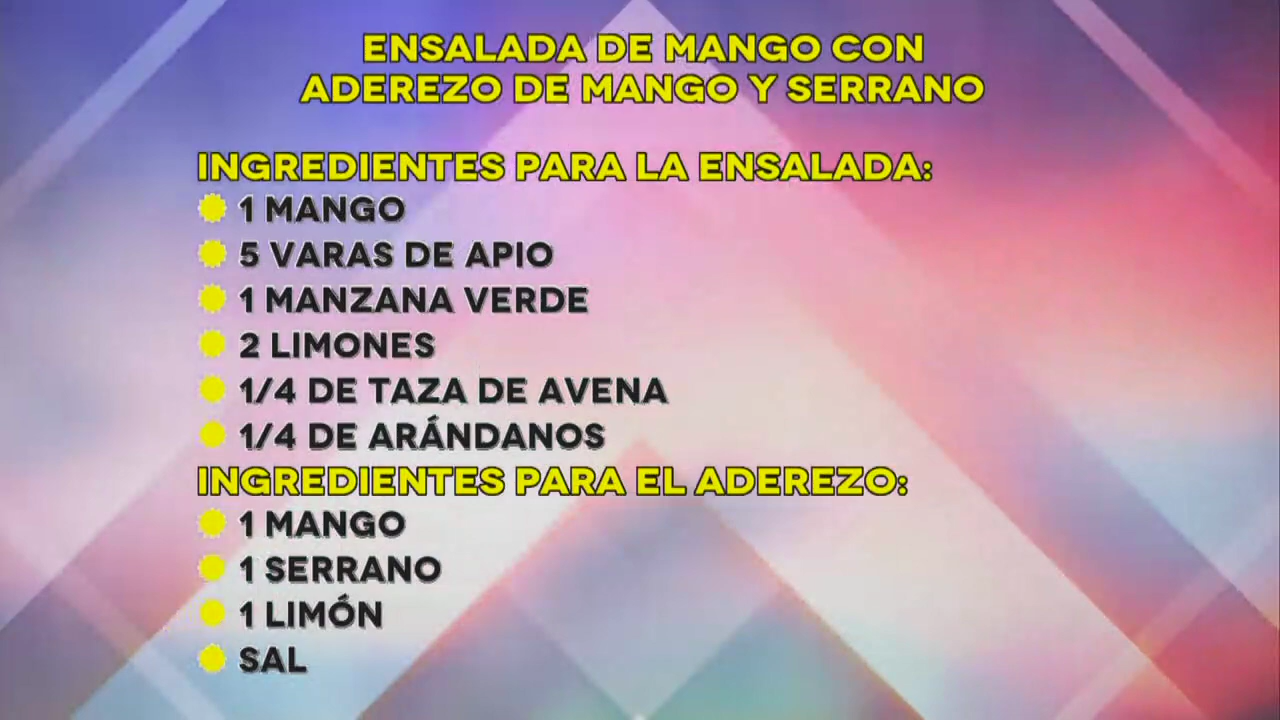 ENSALADA DE MANGO CON
ADEREZO DE MANGO Y SERRANO
INGREDIENTES PARA LA ENSALADA:
1 MANGO
5 VARAS DE APIO
1 MANZANA VERDE
2 LIMONES
1/4 DE TAZA DE AVENA
1/4 DE ARÁNDANOS
INGREDIENTES PARA EL ADEREZO:
1 MANGO
1 SERRANO
1 LIMÓN
SAL